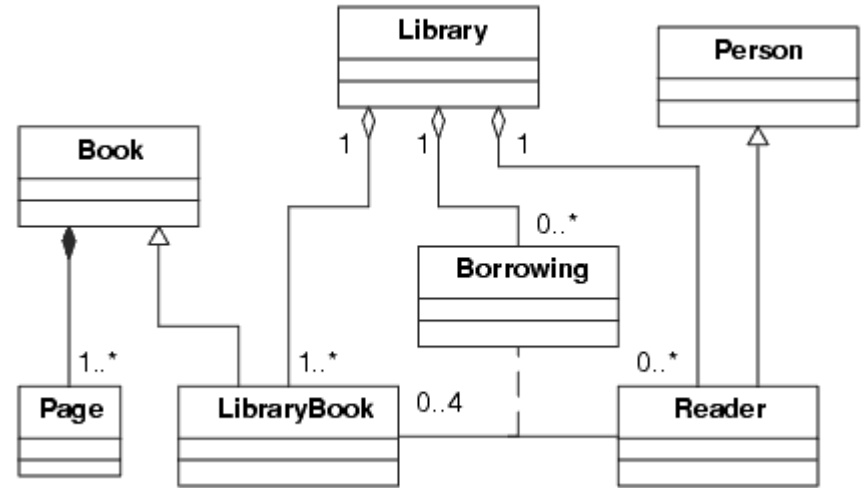 Library
Person
1
1
1
Book
0..*
Borrowing
1..*
1..*
0..*
Page
LibraryBook
0..4
Reader